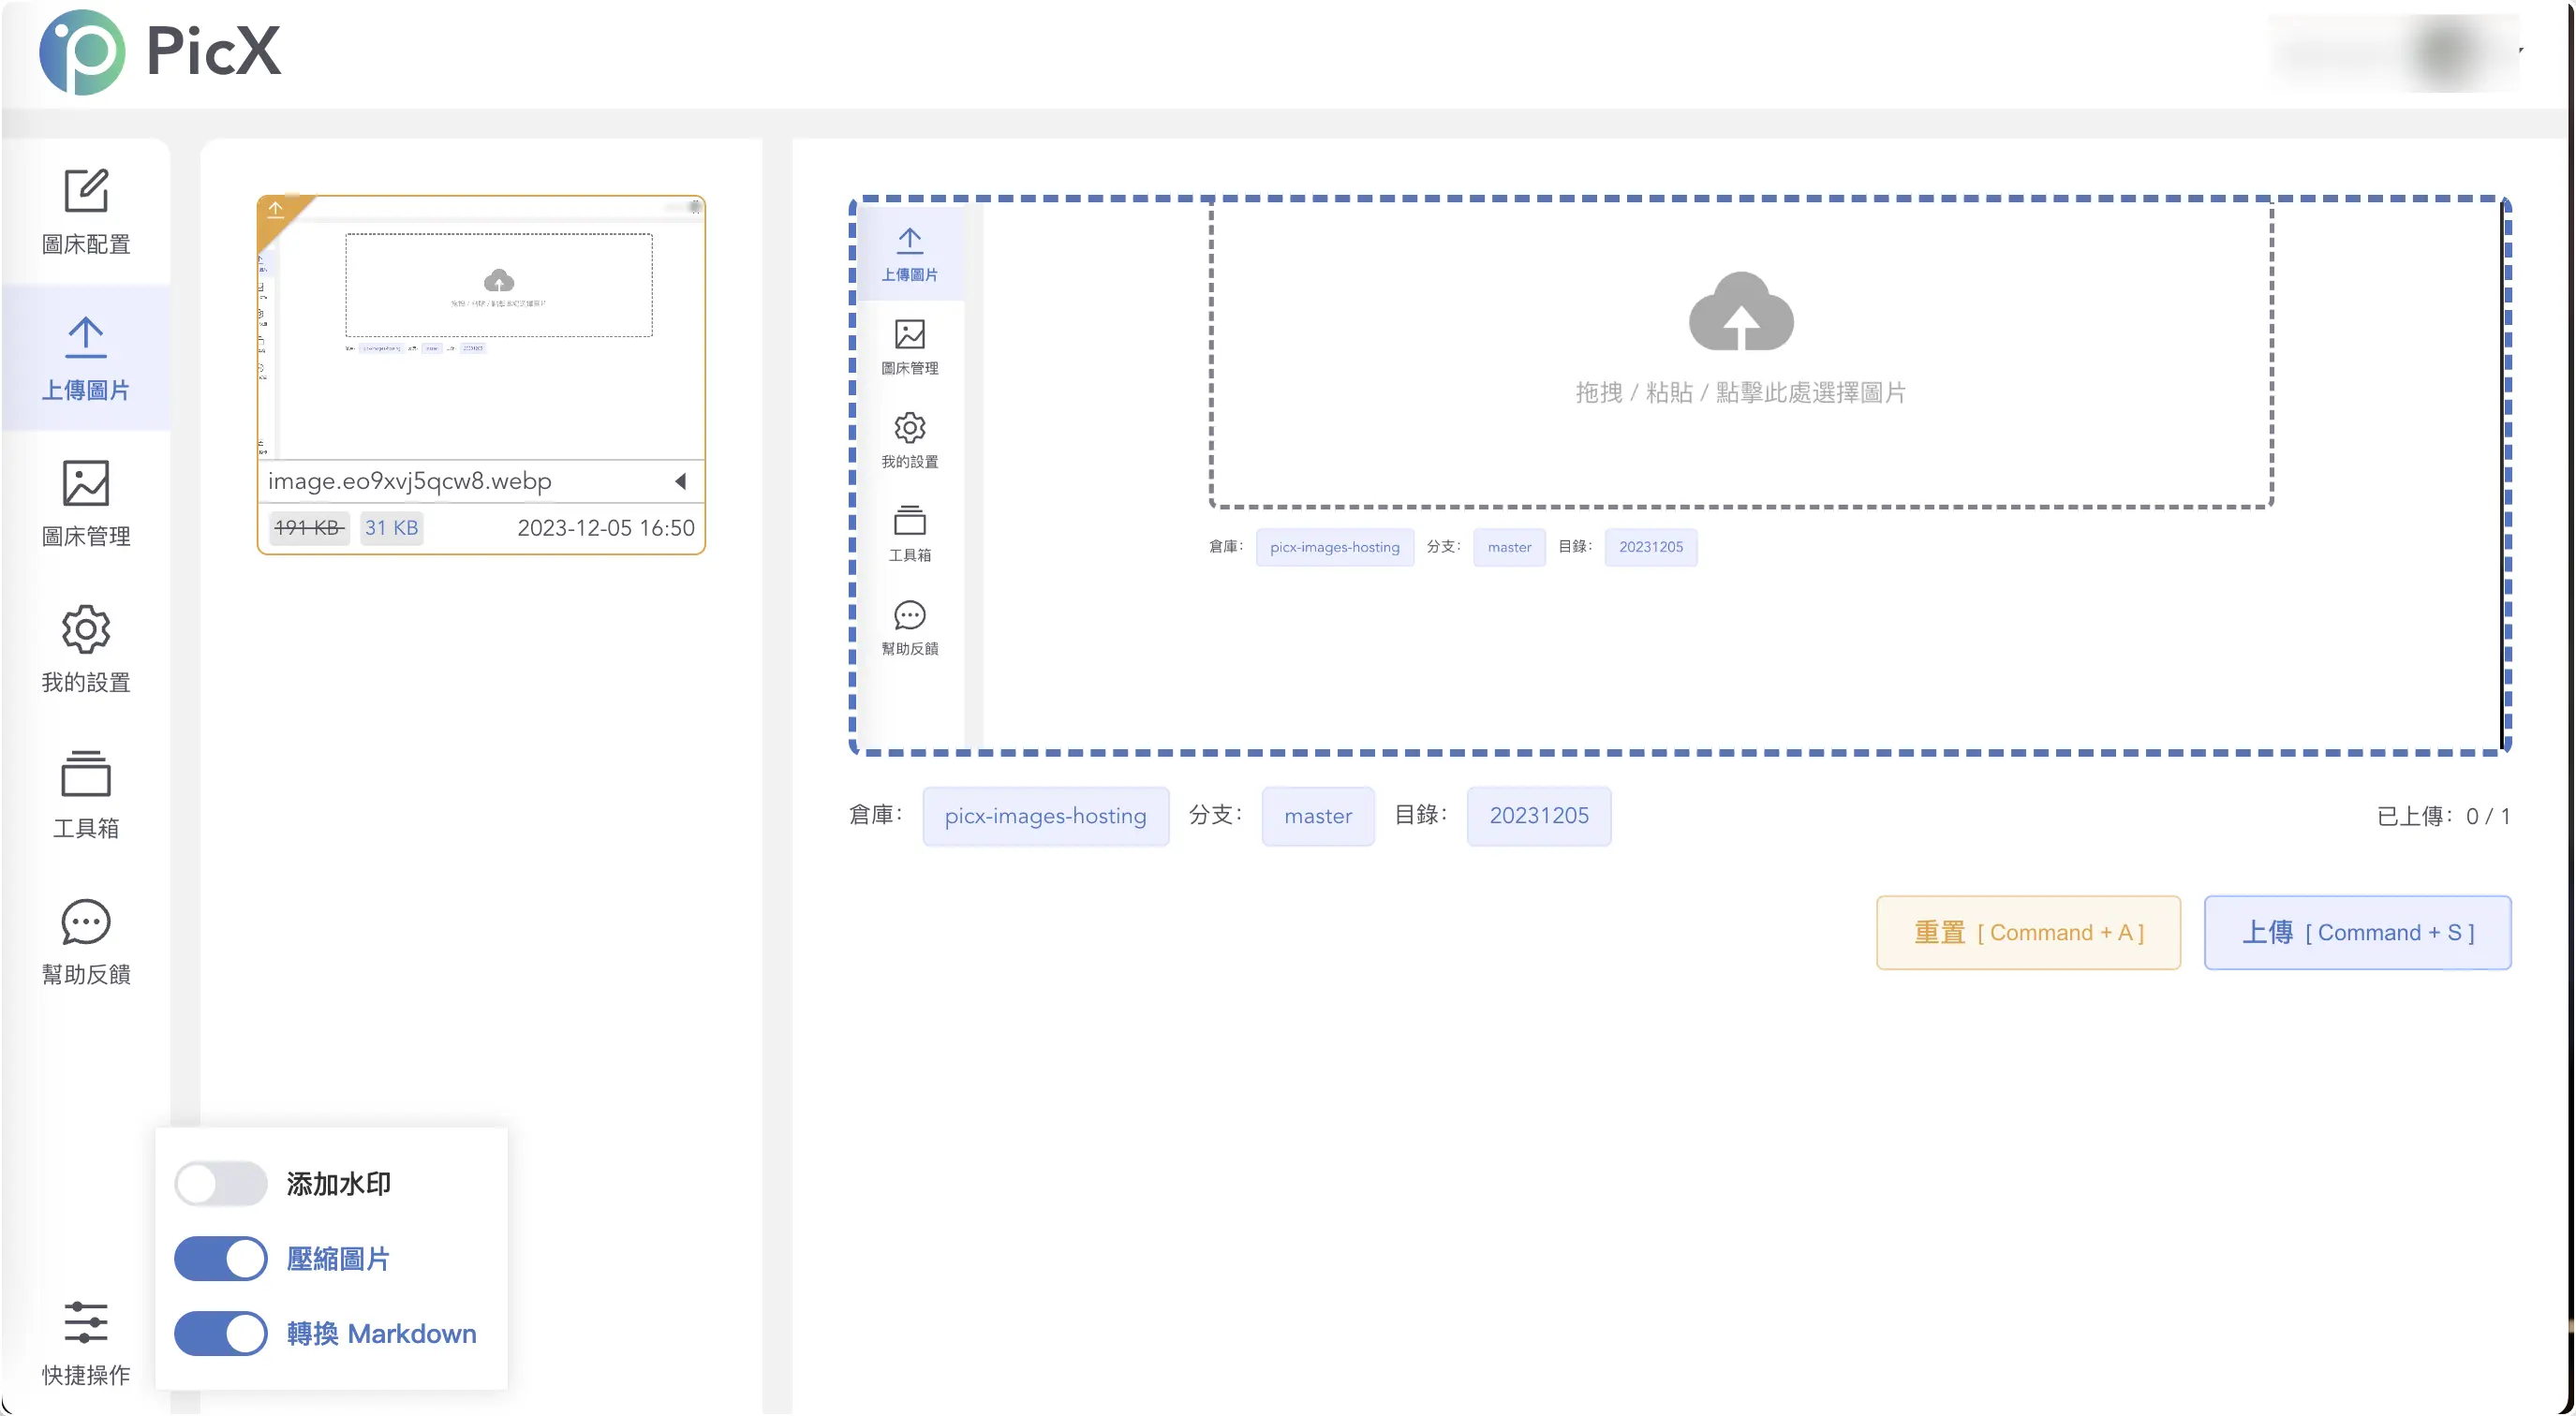 PicX
圖床配置
上傳圖片
圖床管理
我的設置
工具箱
幫助反饋
快捷操作
image.eo9xvj5qcw8.webp
191 KB 31 KB 2023-12-05 16:50
上傳圖片
圖床管理
我的設置
工具箱
幫助反饋
拖拽 / 粘貼 / 點擊此處選擇圖片
倉庫: picx-images-hosting 分支: master 目錄: 20231205
倉庫: picx-images-hosting 分支: master 目錄: 20231205 已上傳: 0 / 1
重置 [ Command + A ] 上傳 [ Command + S ]
添加水印
壓縮圖片
轉換 Markdown